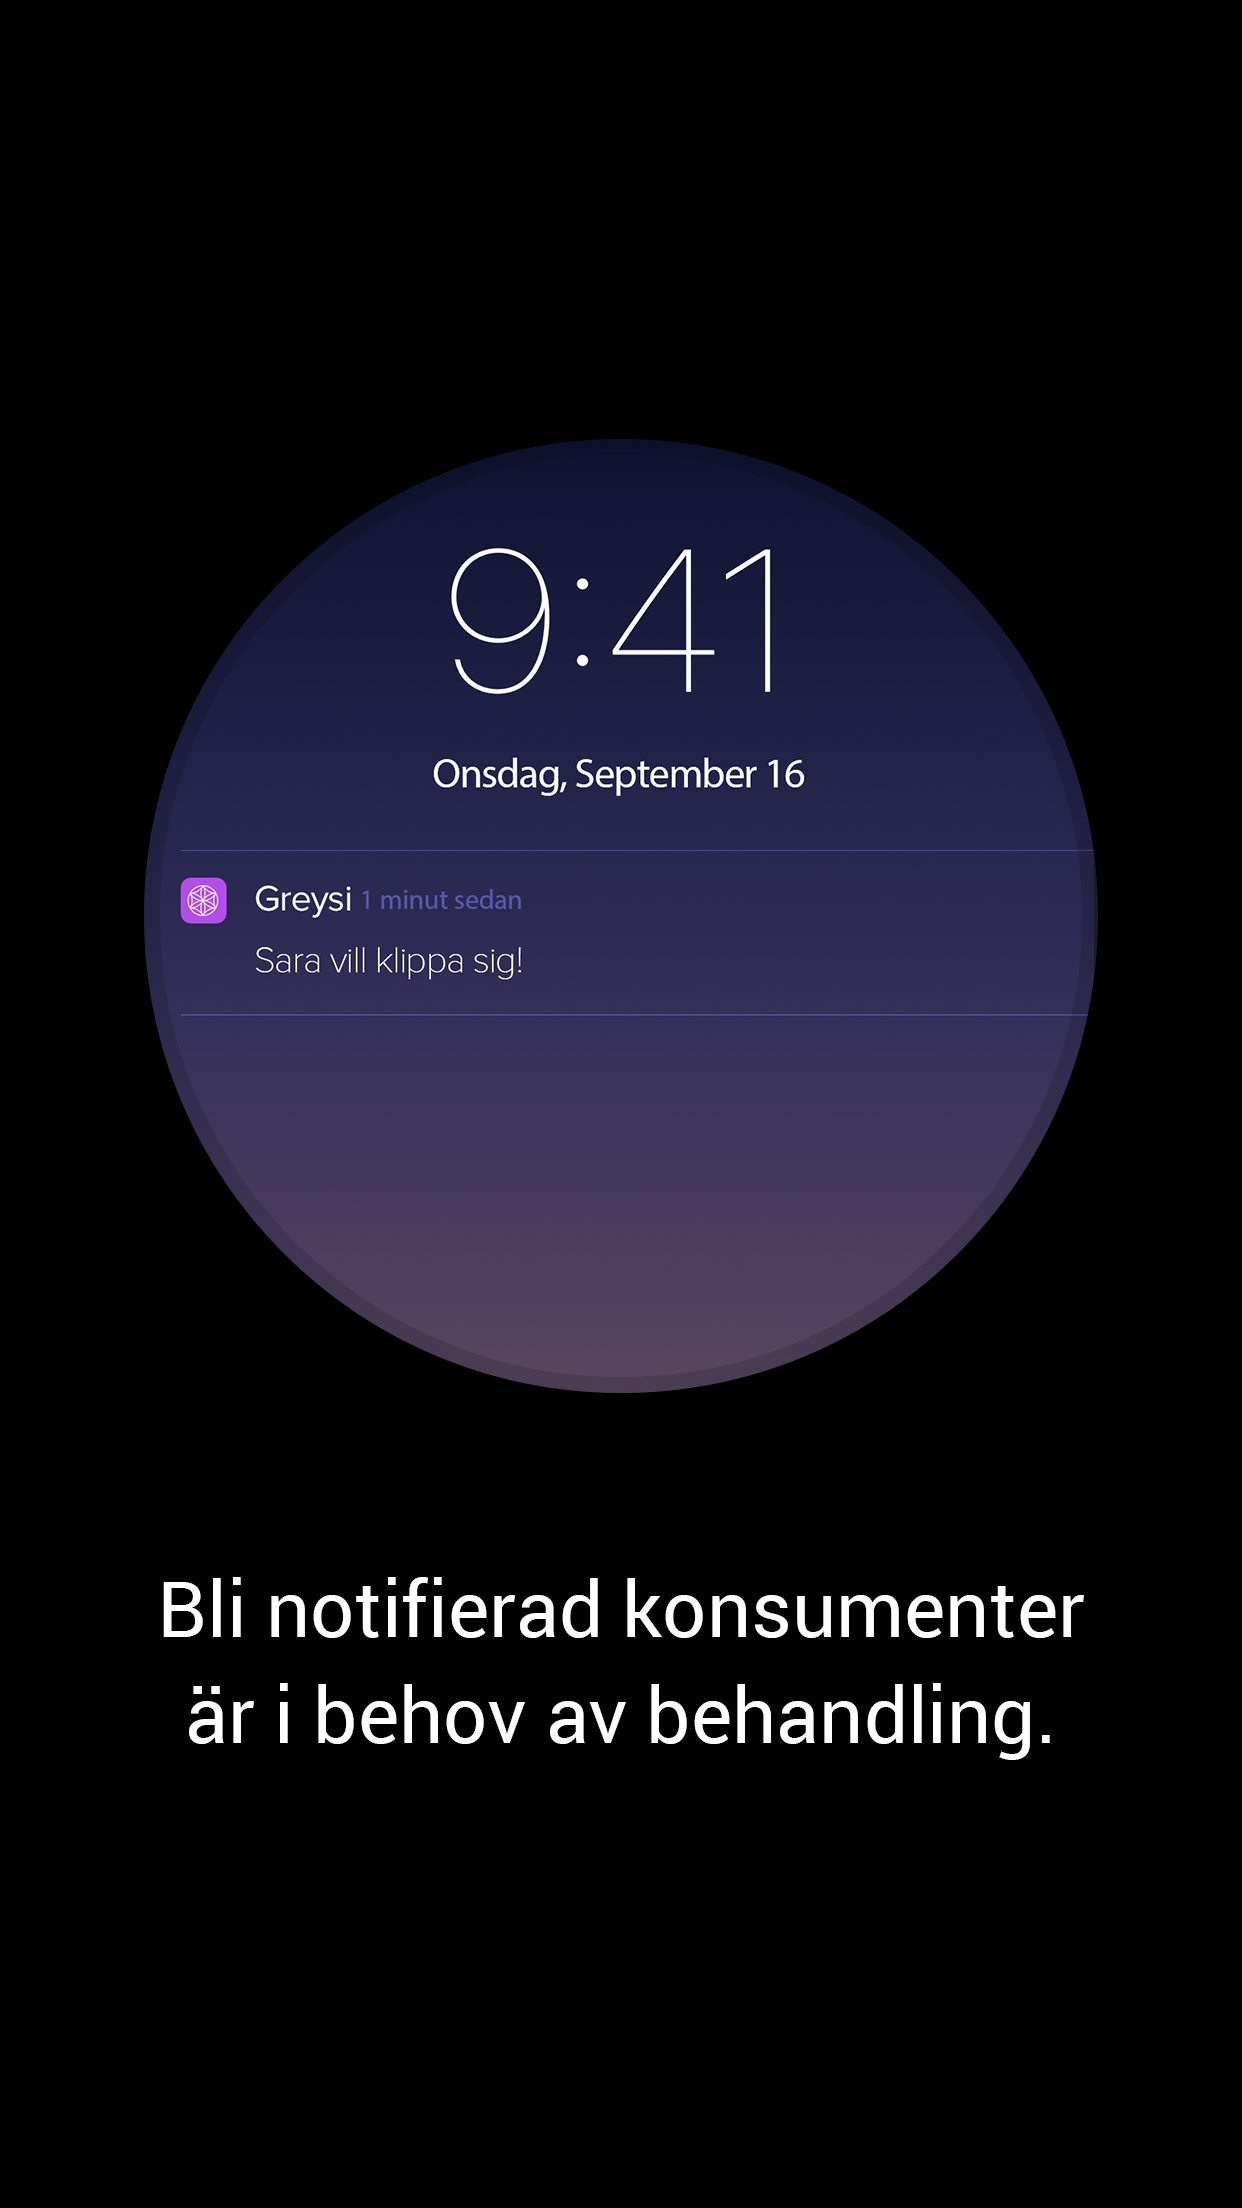 9:41
Onsdag, September 16
Greysi 1 minut sedan
Sara vill klippa sig!
Bli notifierad konsumenter
är i behov av behandling.